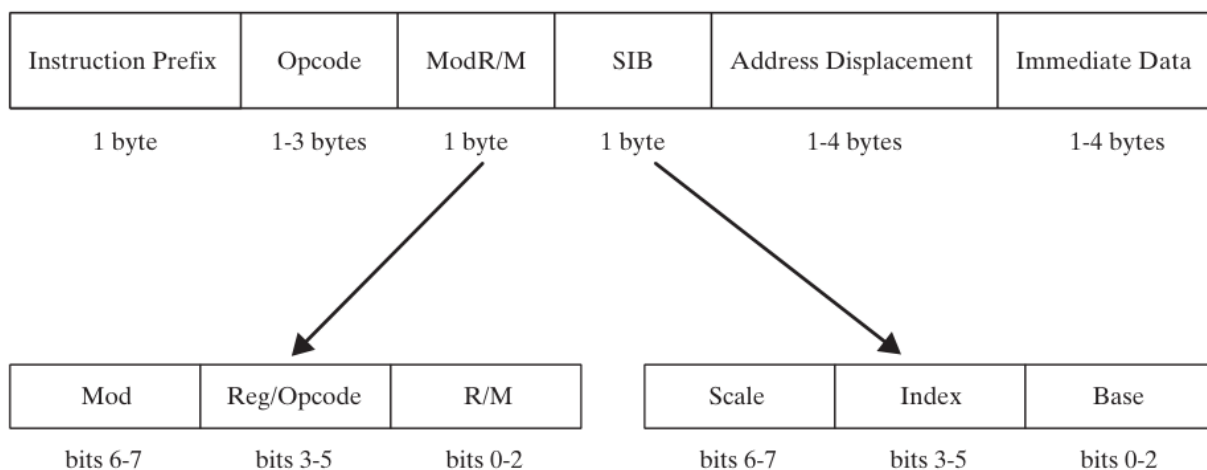 Instruction Prefix Opcode ModR/M SIB Address Displacement Immediate Data
1 byte 1-3 bytes 1 byte 1 byte 1-4 bytes 1-4 bytes
Mod Reg/Opcode R/M Scale Index Base
bits 6-7 bits 3-5 bits 0-2 bits 6-7 bits 3-5 bits 0-2